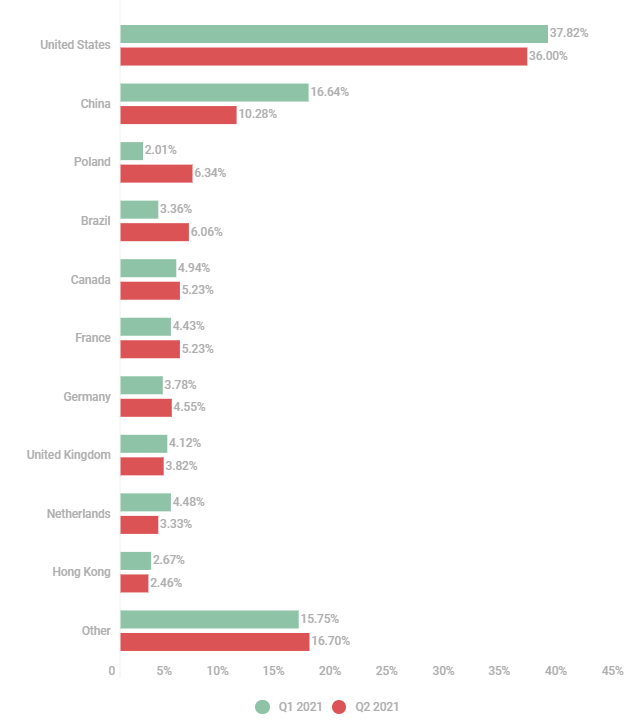 United States
37.82%
36.00%
China
16.64%
10.28%
Poland
2.01%
6.34%
Brazil
3.36%
6.06%
Canada
4.94%
5.23%
France
4.43%
5.23%
Germany
3.78%
4.55%
United Kingdom
4.12%
3.82%
Netherlands
4.48%
3.33%
Hong Kong
2.67%
2.46%
Other
15.75%
16.70%
0 5% 10% 15% 20% 25% 30% 35% 40% 45%
Q1 2021 Q2 2021